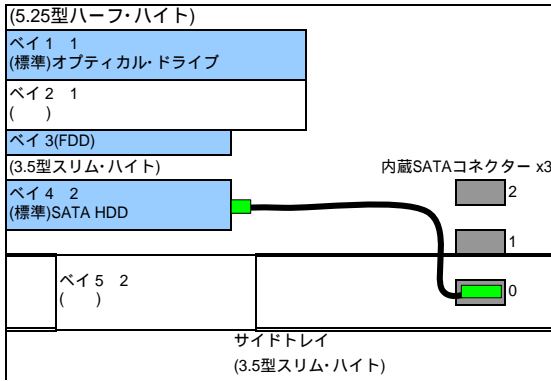 (5.25型ハーフ・ハイト)
ベイ 1 1
(標準)オプティカル・ドライブ
ベイ 2 1
( )
ベイ 3(FDD)
(3.5型スリム・ハイト)
内蔵SATAコネクター x3
ベイ 4 2
(標準)SATA HDD
2
1
ベイ 5 2
( )
0
サイドトレイ
(3.5型スリム・ハイト)